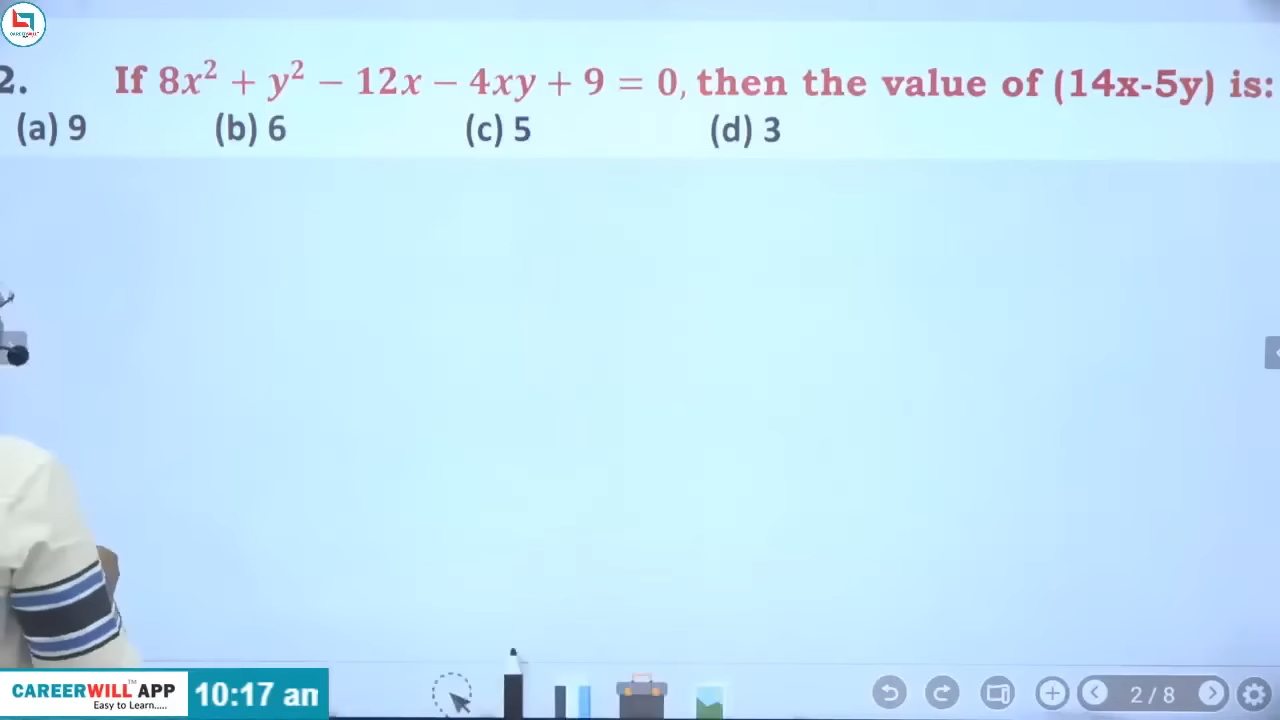 CAREERWILL
2. If 8x² + y² − 12x − 4xy + 9 = 0, then the value of (14x-5y) is:
(a) 9 (b) 6 (c) 5 (d) 3
CAREERWILL™ APP
Easy to Learn.....
10:17 an
2 / 8